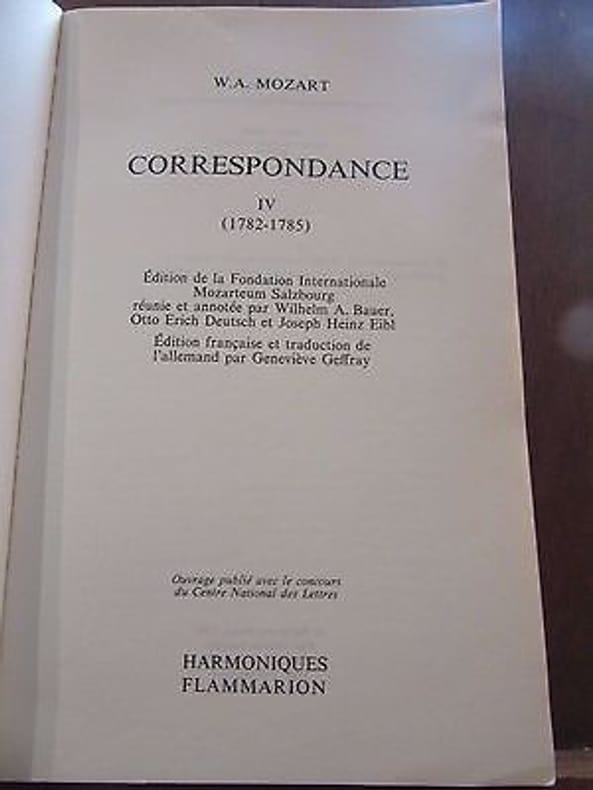 W.A. MOZART
CORRESPONDANCE
IV
(1782-1785)
Édition de la Fondation Internationale
Mozarteum Salzbourg
réunie et annotée par Wilhelm A. Bauer,
Otto Erich Deutsch et Joseph Heinz Eibl
Édition française et traduction de
l'allemand par Geneviève Geffray
Ouvrage publié avec le concours
du Centre National des Lettres
HARMONIQUES
FLAMMARION